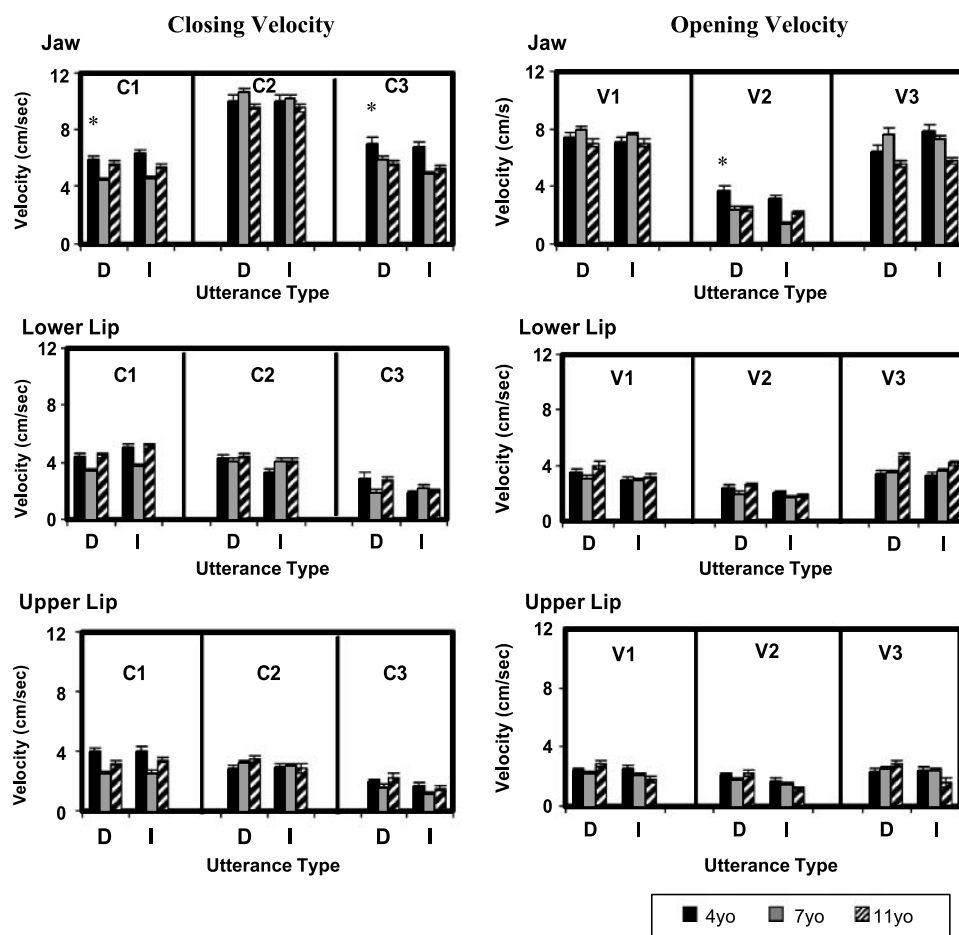 Closing Velocity
Jaw
Velocity (cm/sec)
12
8
4
0
C1
C2
C3
*
*
D I D I D I
Utterance Type
Opening Velocity
Jaw
Velocity (cm/s)
12
8
4
0
V1
V2
V3
*
D I D I D I
Utterance Type
Lower Lip
Velocity (cm/sec)
12
8
4
0
C1
C2
C3
D I D I D I
Utterance Type
Lower Lip
Velocity (cm/sec)
12
8
4
0
V1
V2
V3
D I D I D I
Utterance Type
Upper Lip
Velocity (cm/sec)
12
8
4
0
C1
C2
C3
D I D I D I
Utterance Type
Upper Lip
Velocity (cm/sec)
12
8
4
0
V1
V2
V3
D I D I D I
Utterance Type
4yo 7yo 11yo